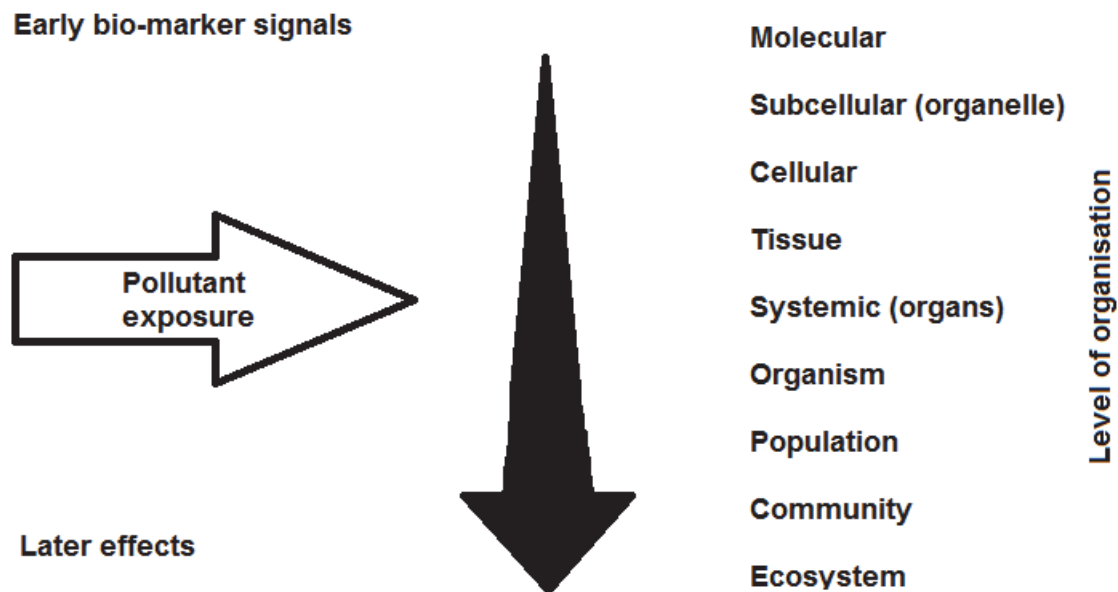 Early bio-marker signals
Pollutant
exposure
Later effects
Molecular
Subcellular (organelle)
Cellular
Tissue
Systemic (organs)
Organism
Population
Community
Ecosystem
Level of organisation